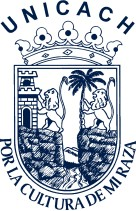 UNICACH
POR LA CULTURA DE MI RAZA